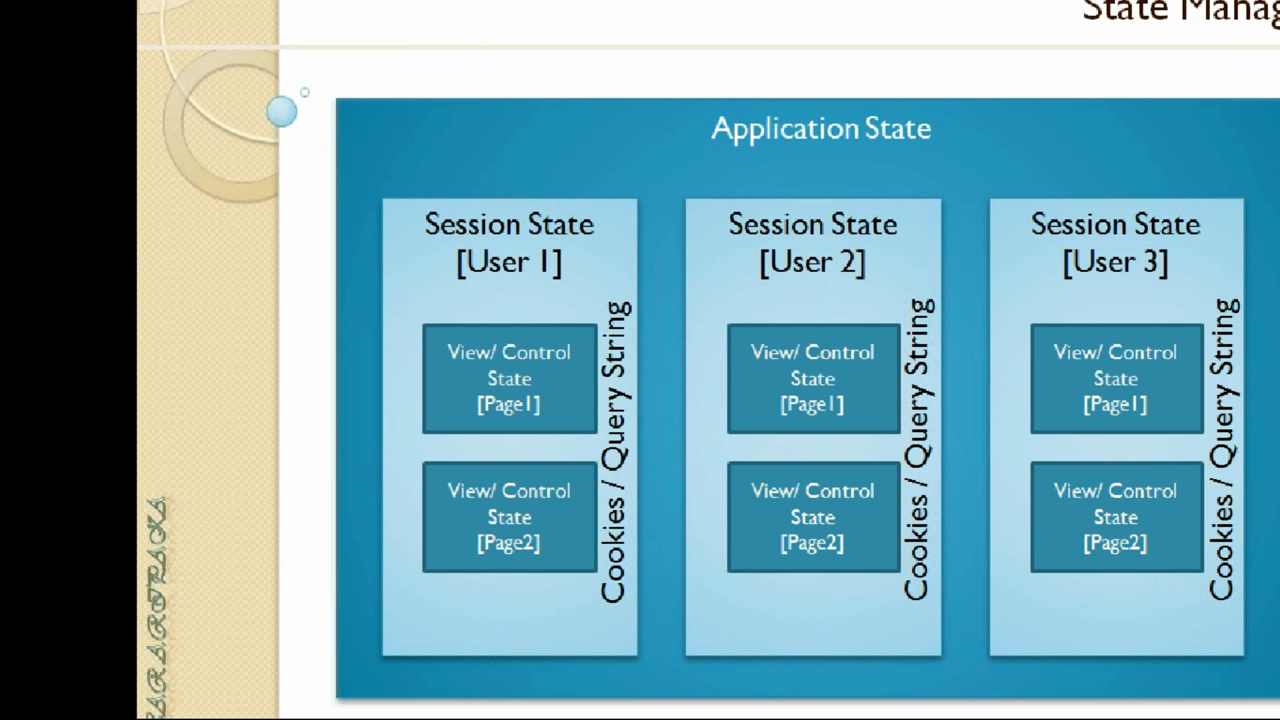 State Manag
Application State
Session State
[User 1]
View/ Control
State
[Page1]
View/ Control
State
[Page2]
Cookies / Query String
Session State
[User 2]
View/ Control
State
[Page1]
View/ Control
State
[Page2]
Cookies / Query String
Session State
[User 3]
View/ Control
State
[Page1]
View/ Control
State
[Page2]
Cookies / Query String